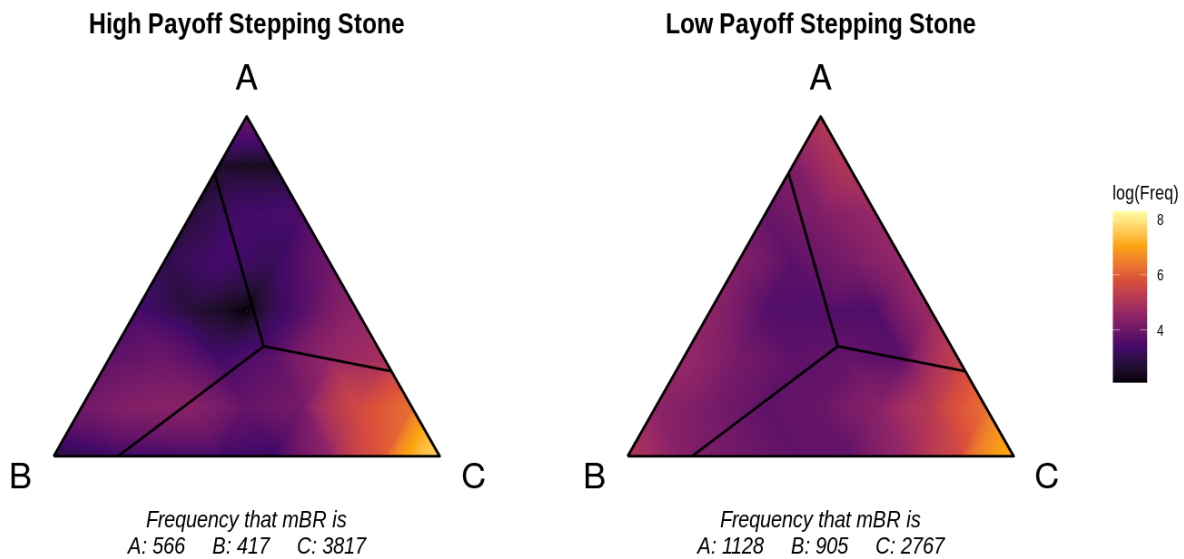 High Payoff Stepping Stone
Low Payoff Stepping Stone
A
A
log(Freq)
8
6
4
B
C
B
C
Frequency that mBR is
A: 566 B: 417 C: 3817
Frequency that mBR is
A: 1128 B: 905 C: 2767